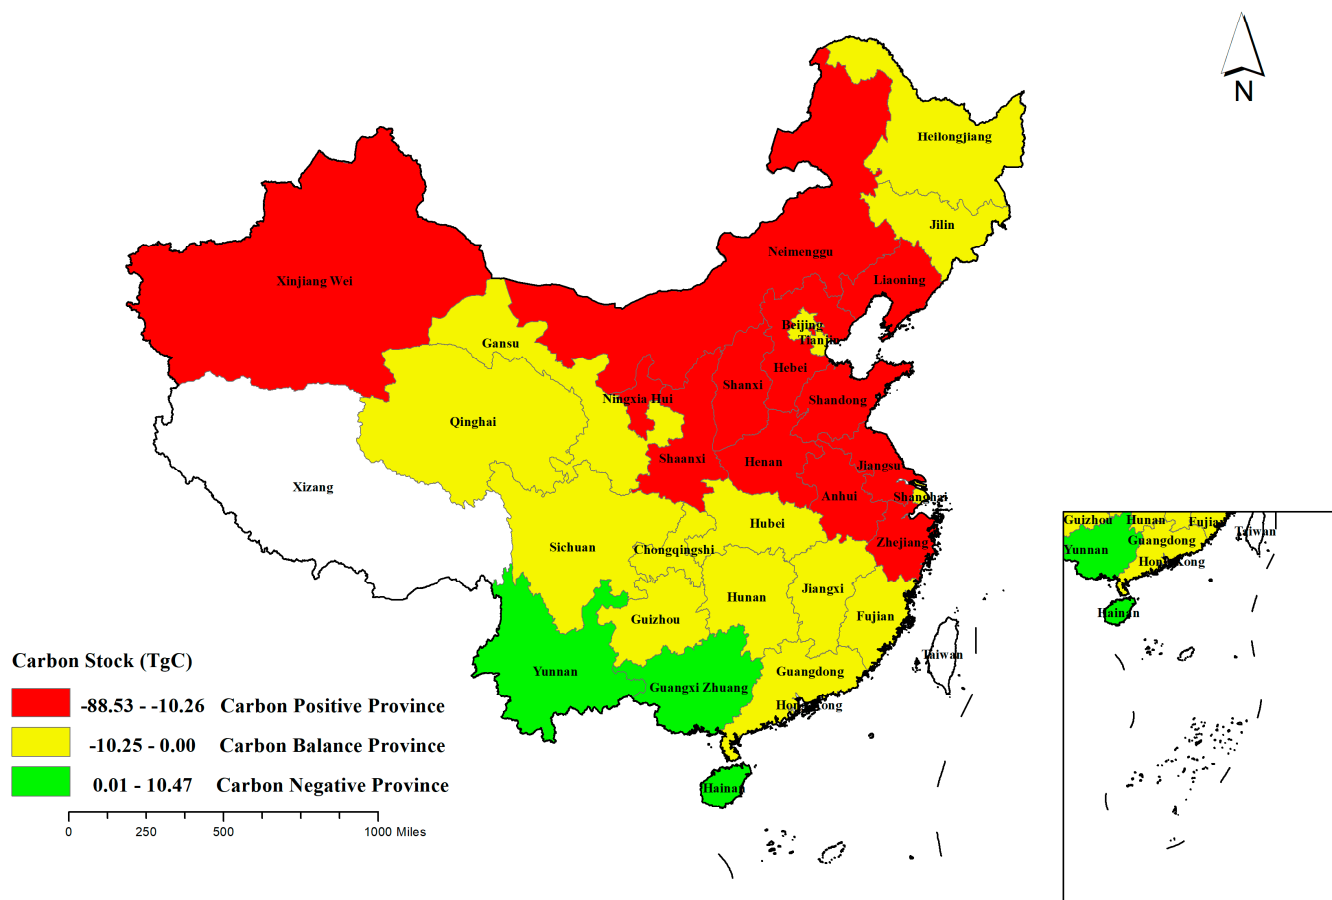 N
Heilongjiang
Jilin
Neimenggu
Liaoning
Xinjiang Wei
Beijing
Tianjin
Gansu
Hebei
Shanxi
Ningxia Hui
Shandong
Qinghai
Shaanxi
Henan
Jiangsu
Xizang
Anhui
Shanghai
Hubei
Zhejiang
Sichuan
Chongqingshi
Hunan
Jiangxi
Guizhou
Fujian
Taiwan
Yunnan
Guangxi Zhuang
Guangdong
Hong Kong
Hainan
Guizhou
Hunan
Fujian
Taiwan
Yunnan
Guangdong
Hong Kong
Hainan
Carbon Stock (TgC)
-88.53 - -10.26 Carbon Positive Province
-10.25 - 0.00 Carbon Balance Province
0.01 - 10.47 Carbon Negative Province
0 250 500 1000 Miles